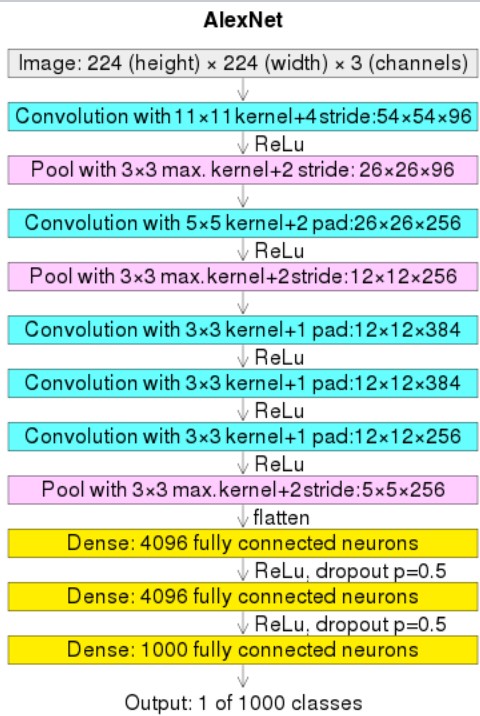 AlexNet
Image: 224 (height) × 224 (width) × 3 (channels)
Convolution with 11×11 kernel+4 stride:54×54×96
ReLu
Pool with 3×3 max. kernel+2 stride: 26×26×96
Convolution with 5×5 kernel+2 pad:26×26×256
ReLu
Pool with 3×3 max.kernel+2stride:12×12×256
Convolution with 3×3 kernel+1 pad:12×12×384
ReLu
Convolution with 3×3 kernel+1 pad:12×12×384
ReLu
Convolution with 3×3 kernel+1 pad:12×12×256
ReLu
Pool with 3×3 max.kernel+2stride:5×5×256
flatten
Dense: 4096 fully connected neurons
ReLu, dropout p=0.5
Dense: 4096 fully connected neurons
ReLu, dropout p=0.5
Dense: 1000 fully connected neurons
Output: 1 of 1000 classes